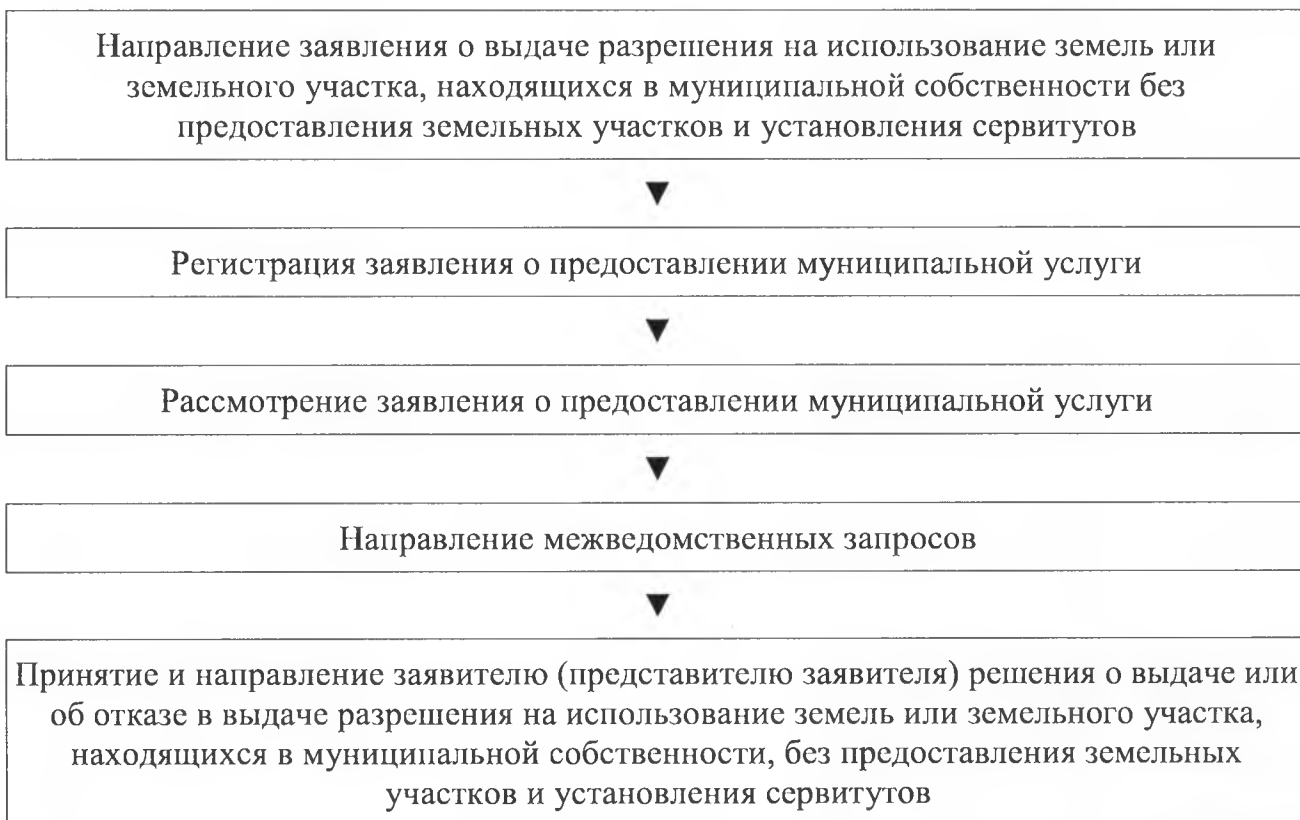 Направление заявления о выдаче разрешения на использование земель или
земельного участка, находящихся в муниципальной собственности без
предоставления земельных участков и установления сервитутов
Регистрация заявления о предоставлении муниципальной услуги
Рассмотрение заявления о предоставлении муниципальной услуги
Направление межведомственных запросов
Принятие и направление заявителю (представителю заявителя) решения о выдаче или
об отказе в выдаче разрешения на использование земель или земельного участка,
находящихся в муниципальной собственности, без предоставления земельных
участков и установления сервитутов